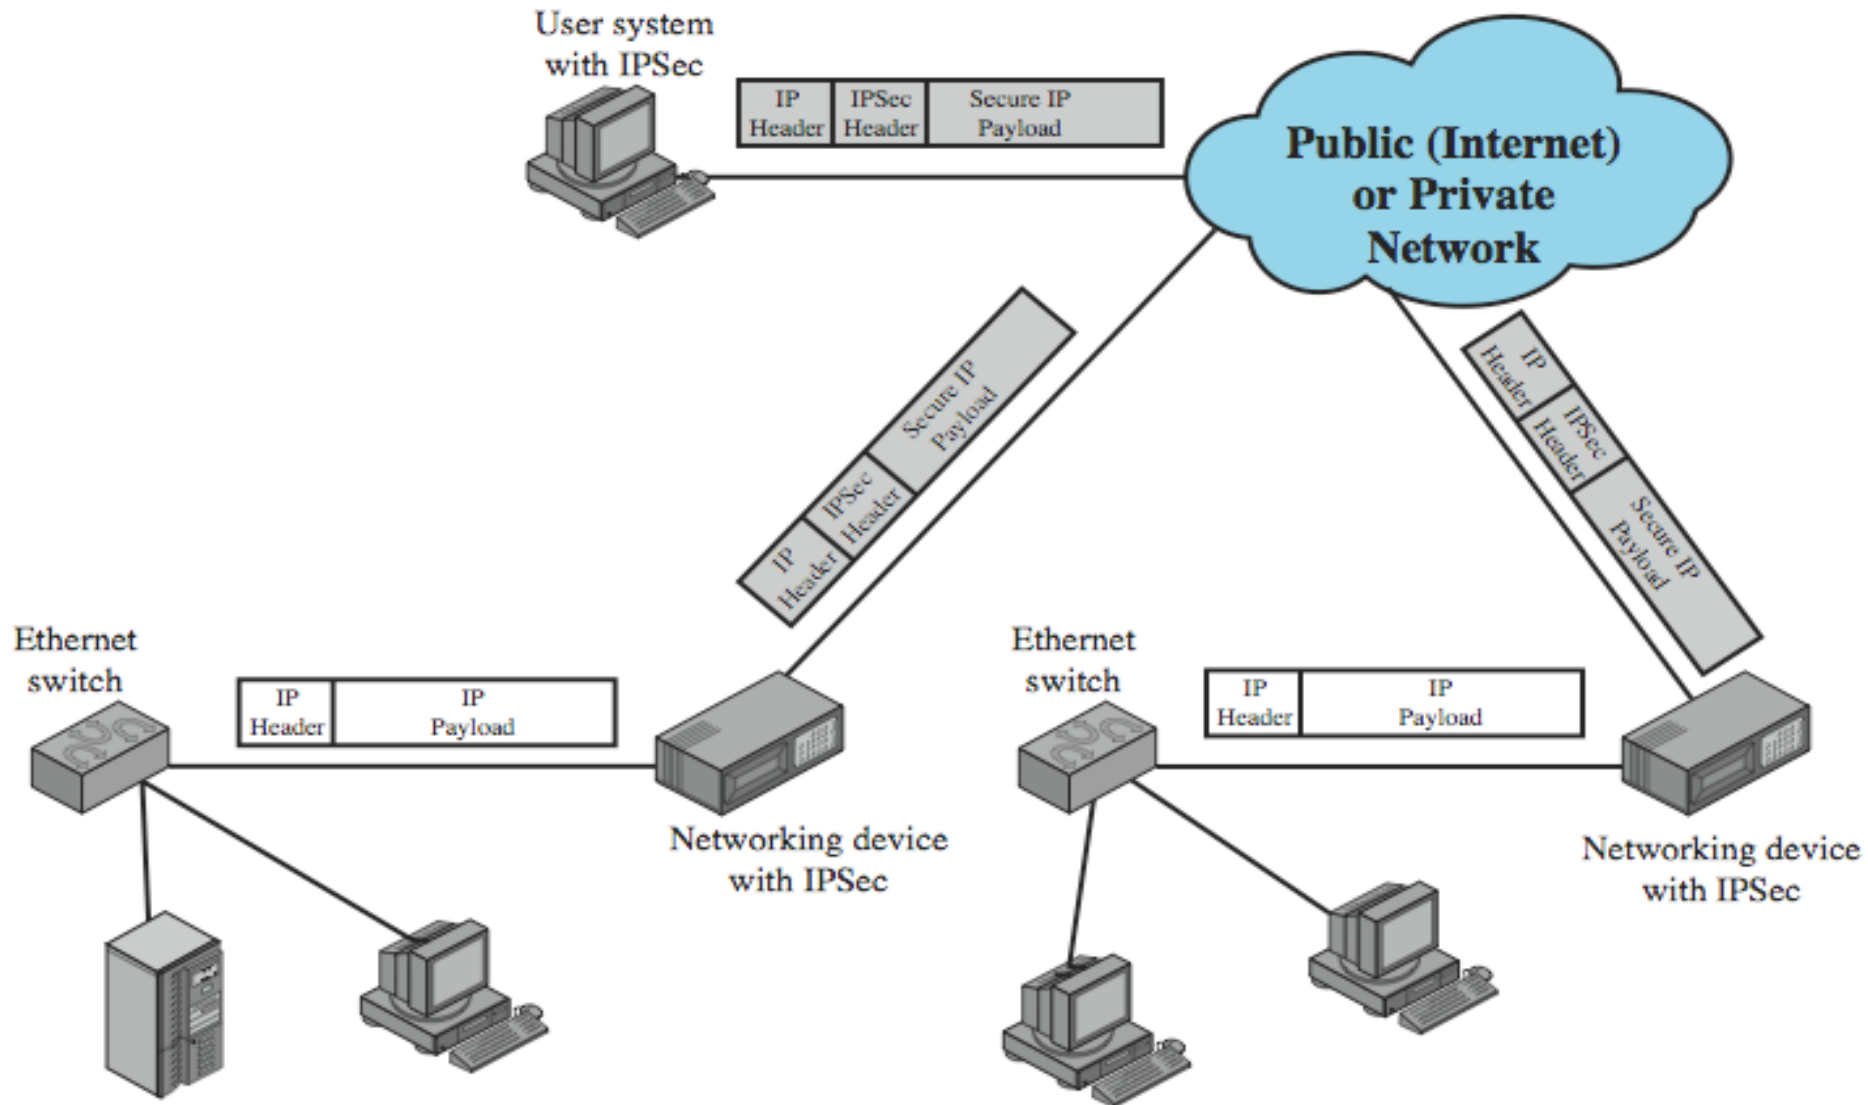 User system
with IPSec
IP
Header
IPSec
Header
Secure IP
Payload
Public (Internet)
or Private
Network
IP
Header
IPSec
Header
Secure IP
Payload
IP
Header
IPSec
Header
Secure IP
Payload
Ethernet
switch
IP
Header
IP
Payload
Networking device
with IPSec
Ethernet
switch
IP
Header
IP
Payload
Networking device
with IPSec